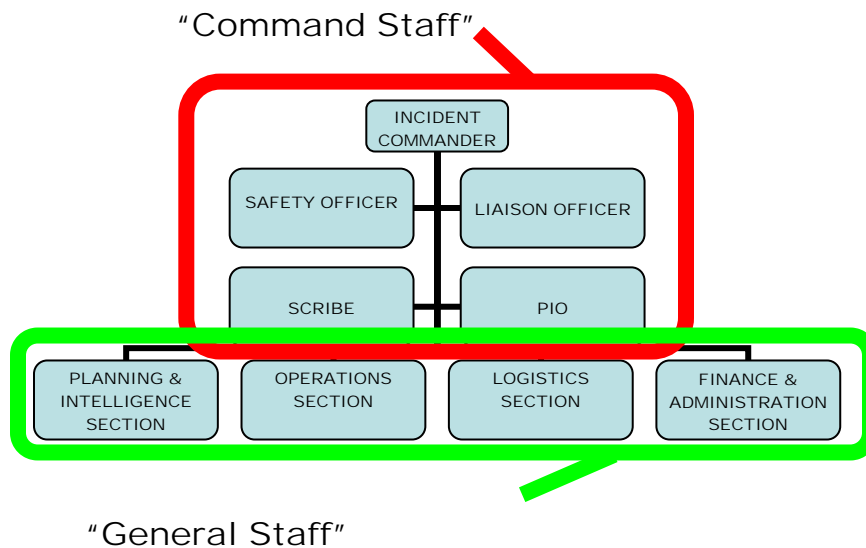 “Command Staff”
INCIDENT
COMMANDER
SAFETY OFFICER
LIAISON OFFICER
SCRIBE
PIO
PLANNING &
INTELLIGENCE
SECTION
OPERATIONS
SECTION
LOGISTICS
SECTION
FINANCE &
ADMINISTRATION
SECTION
“General Staff”